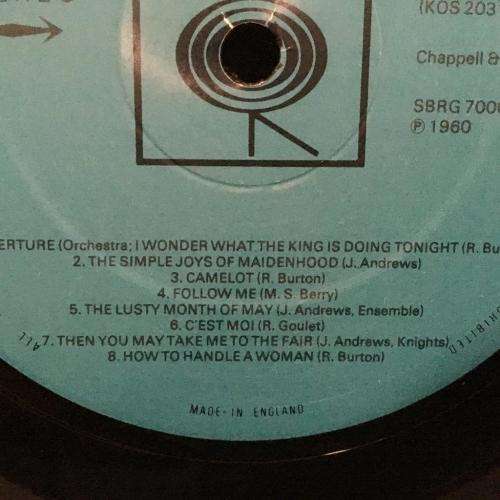 (KOS 203
Chappell &
SBRG 700
℗ 1960
ERTURE (Orchestra; I WONDER WHAT THE KING IS DOING TONIGHT (R. Bu
2. THE SIMPLE JOYS OF MAIDENHOOD (J. Andrews)
3. CAMELOT (R. Burton)
4. FOLLOW ME (M. S. Berry)
5. THE LUSTY MONTH OF MAY (J. Andrews, Ensemble)
6. C'EST MOI (R. Goulet)
7. THEN YOU MAY TAKE ME TO THE FAIR (J. Andrews, Knights)
8. HOW TO HANDLE A WOMAN (R. Burton)
ALL
HIBITED
MADE-IN ENGLAND